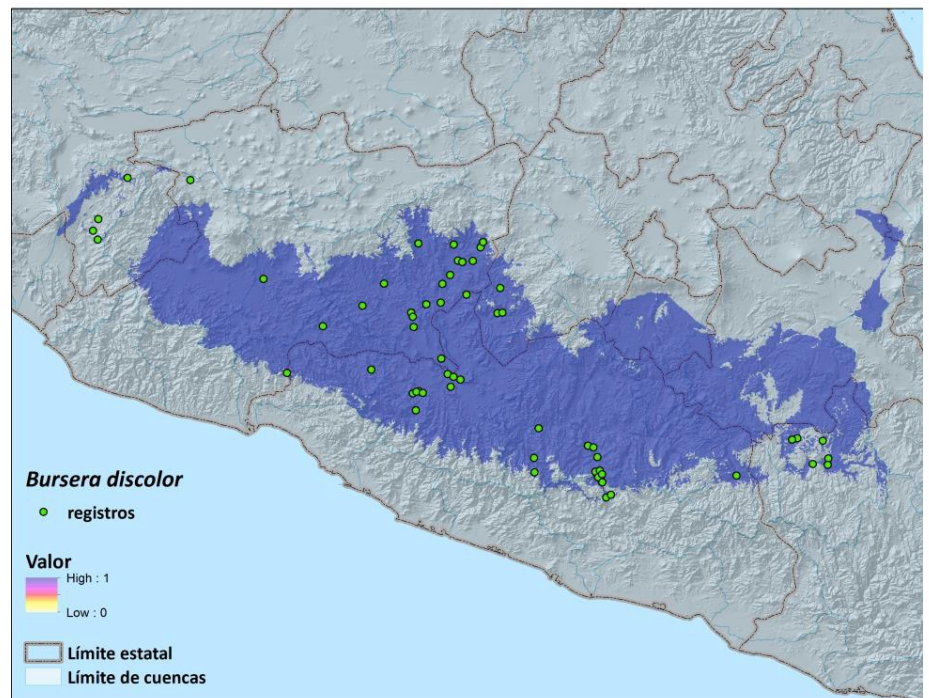 Bursera discolor
registros
Valor
High : 1
Low : 0
Límite estatal
Límite de cuencas